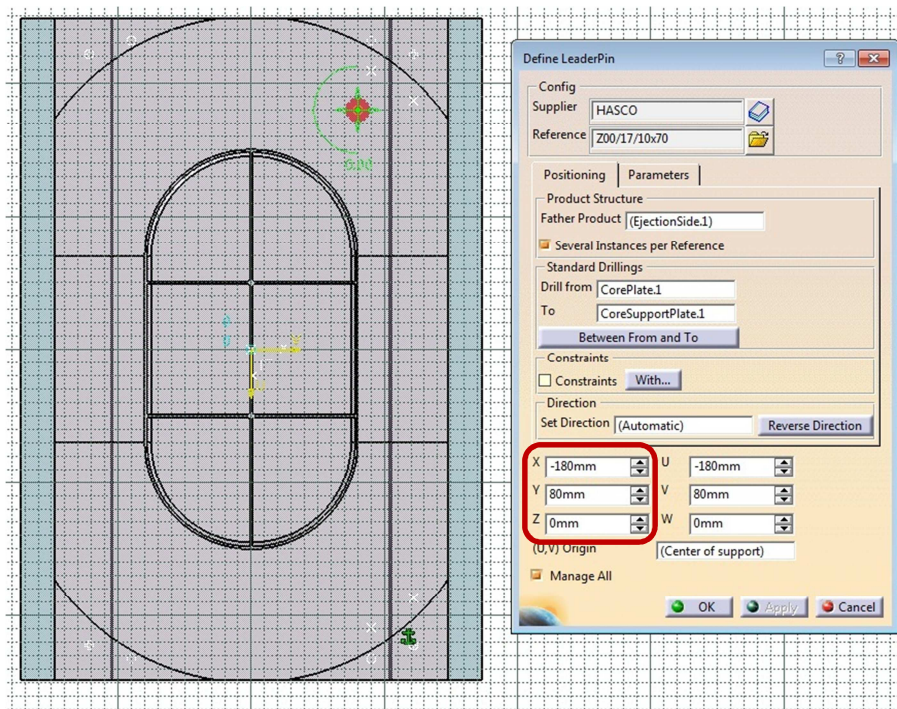 Define LeaderPin
Config
Supplier HASCO
Reference Z00/17/10x70
Positioning Parameters
Product Structure
Father Product (EjectionSide.1)
Several Instances per Reference
Standard Drillings
Drill from CorePlate.1
To CoreSupportPlate.1
Between From and To
Constraints
Constraints With...
Direction
Set Direction (Automatic) Reverse Direction
X -180mm U -180mm
Y 80mm V 80mm
Z 0mm W 0mm
(U,V) Origin (Center of support)
Manage All
OK Apply Cancel